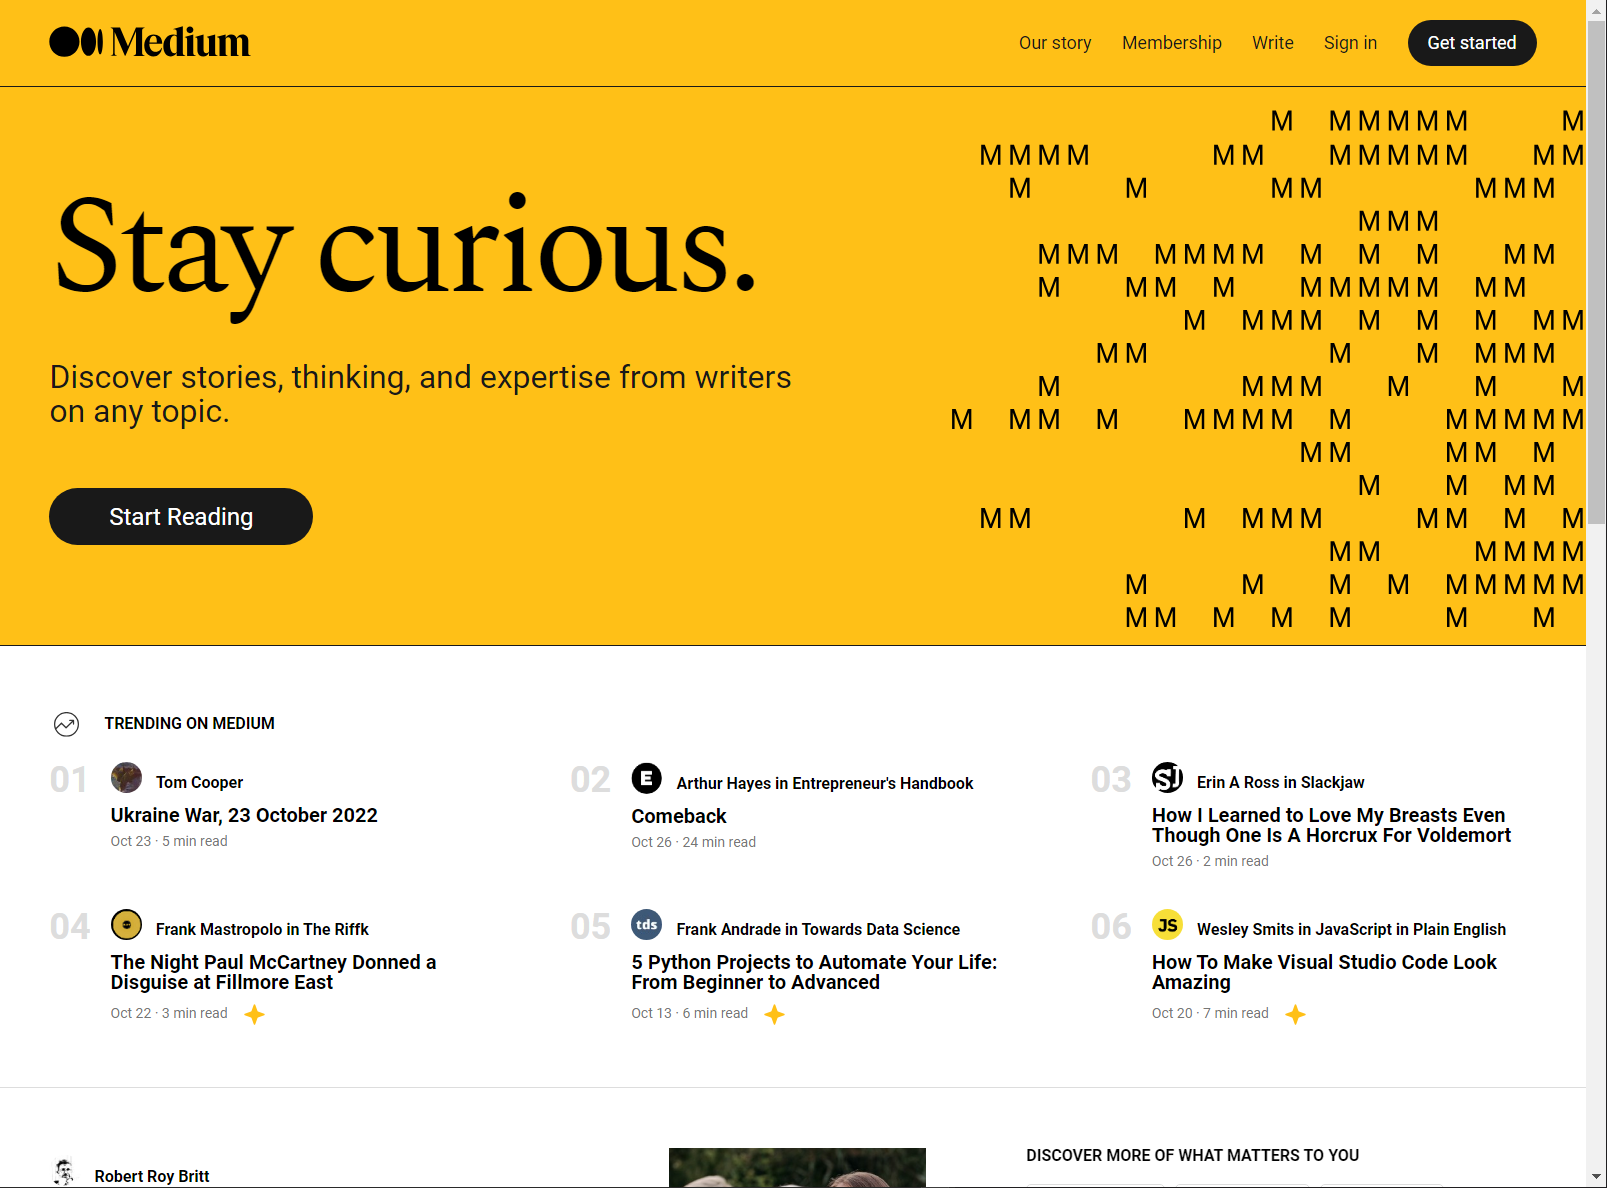 Medium
Our story Membership Write Sign in Get started
M MMMMM M
MMMM MM MMMMM MM
M M MM MMM
MMM
MMM MMMM M M M MM
M MM M MMMMM MM
M MMM M M M MM
MM M M MMM
M MMM M M M
M MM M MMMM M MMMMM
MM MM M
M M MM
MM M MMM MM M M
MM MMMM
M M M M MMMMM
MM M M M M M
Stay curious.
Discover stories, thinking, and expertise from writers
on any topic.
Start Reading
TRENDING ON MEDIUM
01 Tom Cooper
Ukraine War, 23 October 2022
Oct 23 · 5 min read
02 E Arthur Hayes in Entrepreneur's Handbook
Comeback
Oct 26 · 24 min read
03 SJ Erin A Ross in Slackjaw
How I Learned to Love My Breasts Even
Though One Is A Horcrux For Voldemort
Oct 26 · 2 min read
04 Frank Mastropolo in The Riffk
The Night Paul McCartney Donned a
Disguise at Fillmore East
Oct 22 · 3 min read
05 tds Frank Andrade in Towards Data Science
5 Python Projects to Automate Your Life:
From Beginner to Advanced
Oct 13 · 6 min read
06 JS Wesley Smits in JavaScript in Plain English
How To Make Visual Studio Code Look
Amazing
Oct 20 · 7 min read
Robert Roy Britt
DISCOVER MORE OF WHAT MATTERS TO YOU